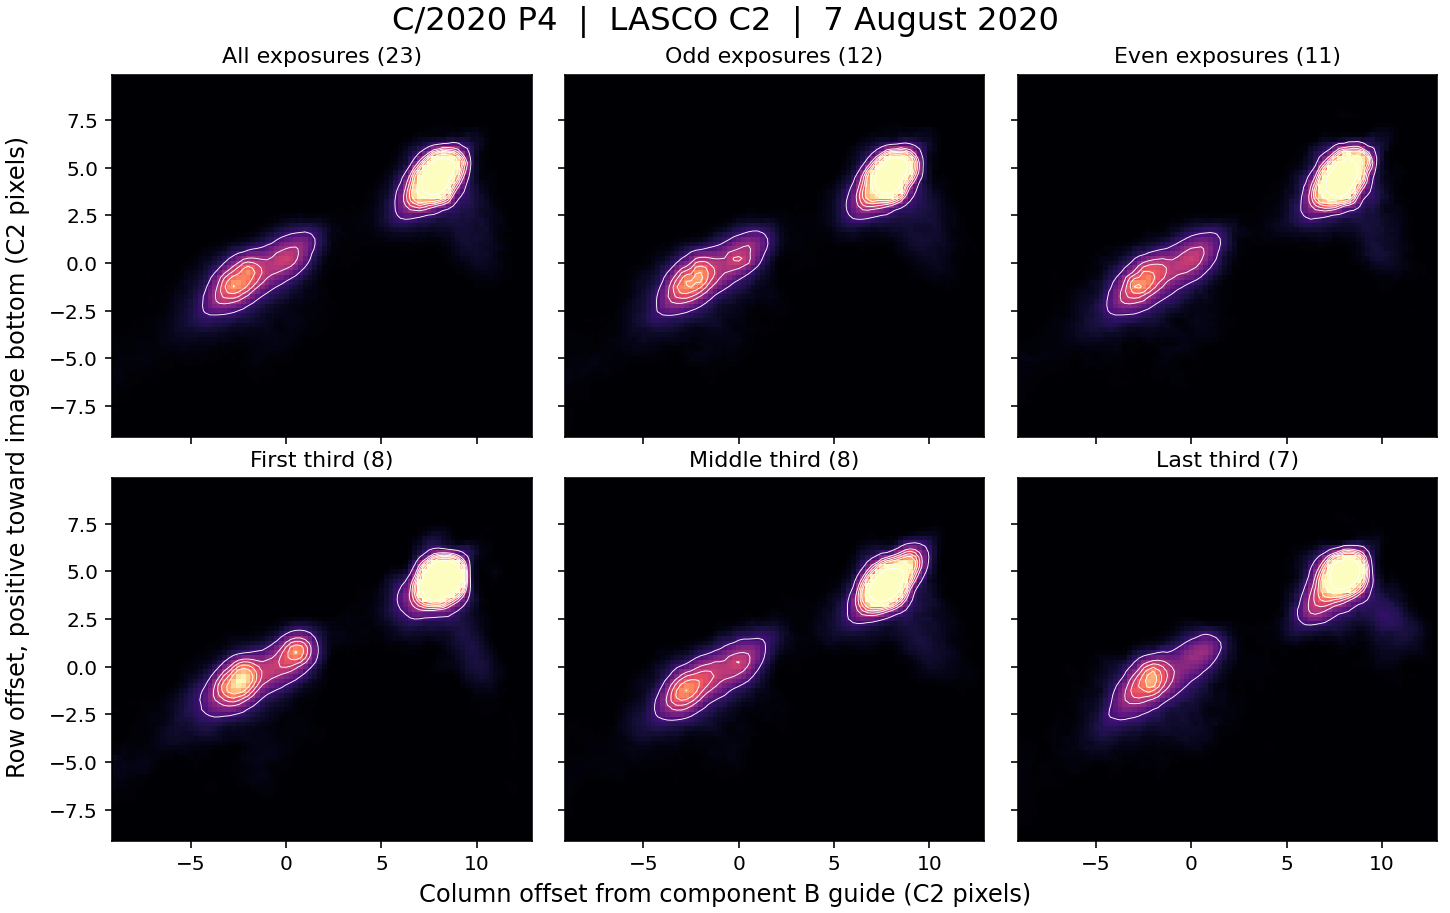 C/2020 P4 | LASCO C2 | 7 August 2020
All exposures (23)
Odd exposures (12)
Even exposures (11)
Row offset, positive toward image bottom (C2 pixels)
7.5
5.0
2.5
0.0
−2.5
−5.0
−7.5
First third (8)
Middle third (8)
Last third (7)
7.5
5.0
2.5
0.0
−2.5
−5.0
−7.5
−5 0 5 10
−5 0 5 10
−5 0 5 10
Column offset from component B guide (C2 pixels)